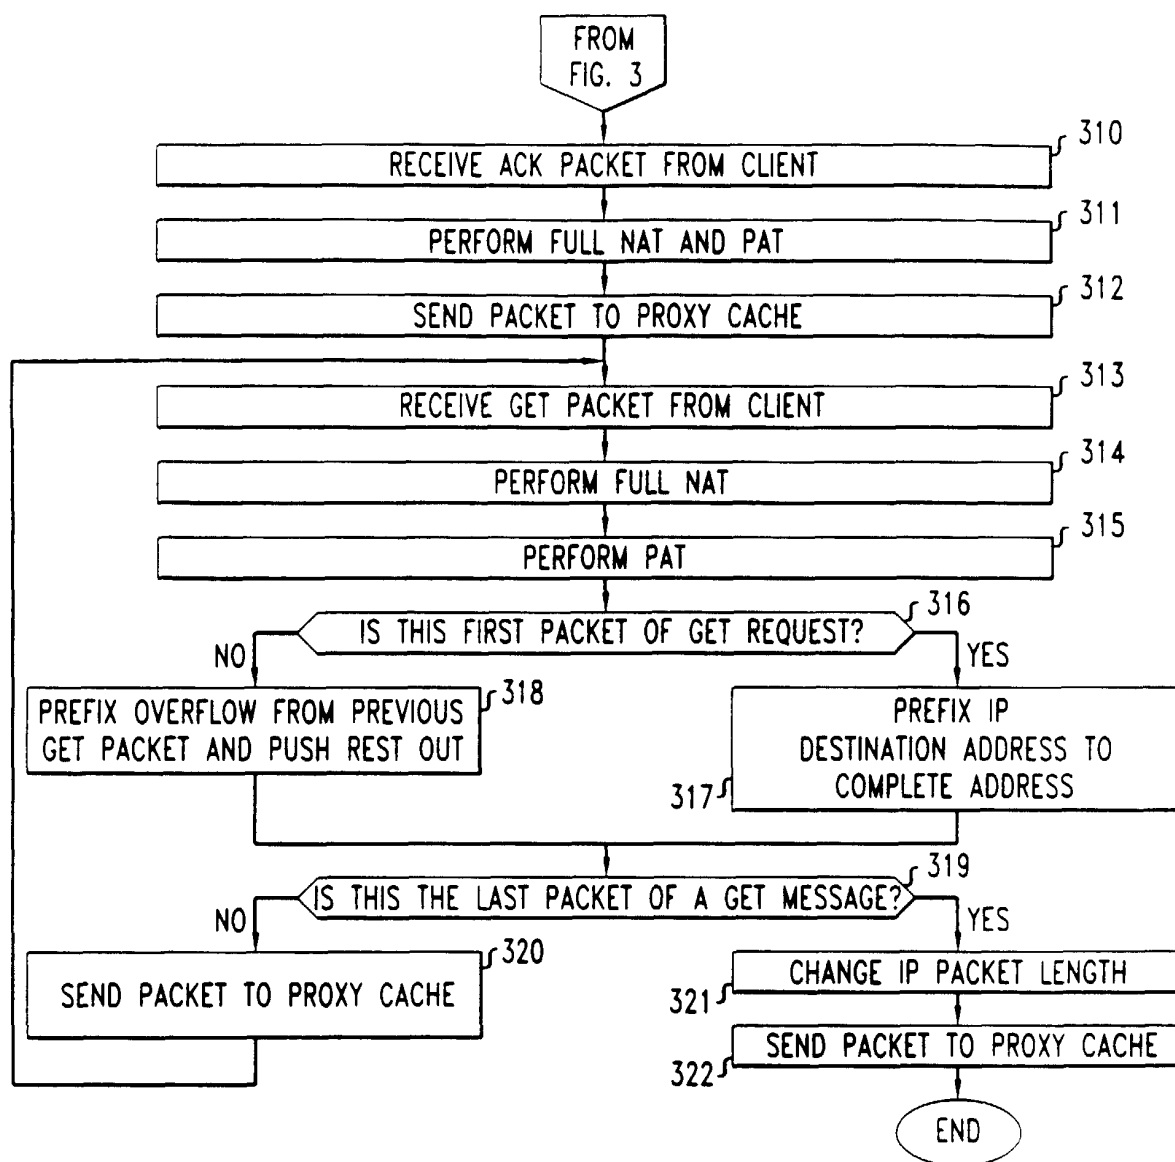 FROM
FIG. 3
310
RECEIVE ACK PACKET FROM CLIENT
311
PERFORM FULL NAT AND PAT
312
SEND PACKET TO PROXY CACHE
313
RECEIVE GET PACKET FROM CLIENT
314
PERFORM FULL NAT
315
PERFORM PAT
316
IS THIS FIRST PACKET OF GET REQUEST?
NO
YES
318
PREFIX OVERFLOW FROM PREVIOUS
GET PACKET AND PUSH REST OUT
PREFIX IP
DESTINATION ADDRESS TO
COMPLETE ADDRESS
317
319
IS THIS THE LAST PACKET OF A GET MESSAGE?
NO
YES
320
SEND PACKET TO PROXY CACHE
CHANGE IP PACKET LENGTH
321
SEND PACKET TO PROXY CACHE
322
END